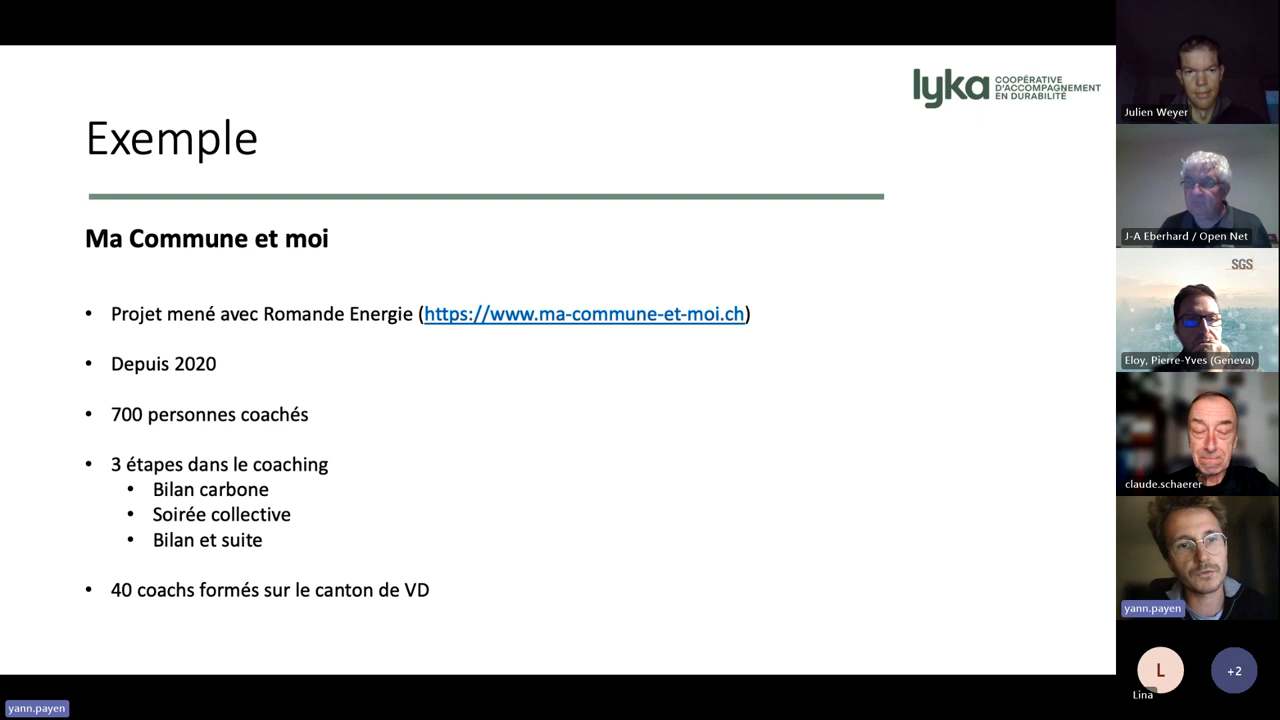 lyka COOPÉRATIVE
D'ACCOMPAGNEMENT
EN DURABILITÉ
Exemple
Ma Commune et moi
• Projet mené avec Romande Energie (https://www.ma-commune-et-moi.ch)
• Depuis 2020
• 700 personnes coachés
• 3 étapes dans le coaching
• Bilan carbone
• Soirée collective
• Bilan et suite
• 40 coachs formés sur le canton de VD
yann.payen
Julien Weyer
J-A Eberhard / Open Net
SGS
Eloy, Pierre-Yves (Geneva)
claude.schaerer
yann.payen
L
+2
Lina